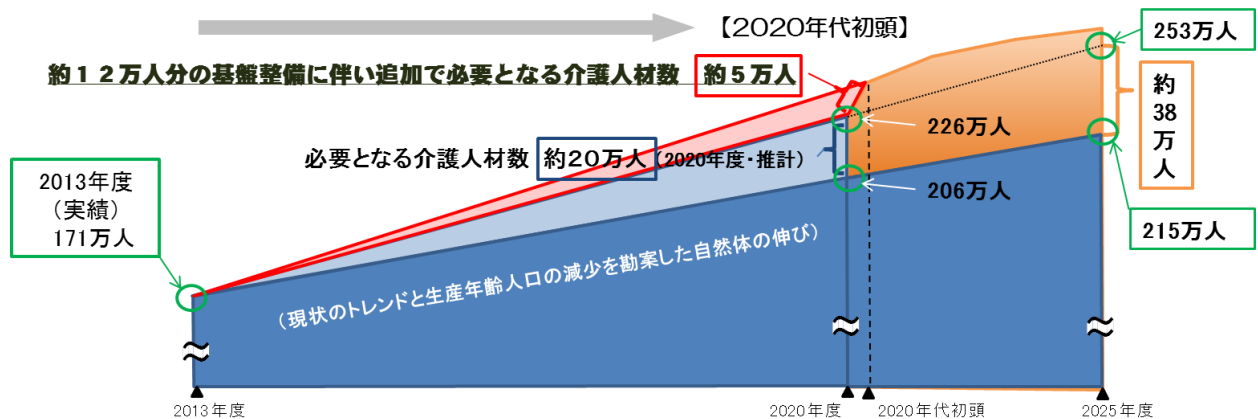 【2020年代初頭】
253万人
約12万人分の基盤整備に伴い追加で必要となる介護人材数 約5万人
約38万人
226万人
必要となる介護人材数 約20万人(2020年度・推計)
206万人
2013年度
(実績)
171万人
215万人
(現状のトレンドと生産年齢人口の減少を勘案した自然体の伸び)
2013年度
2020年度
2020年代初頭
2025年度